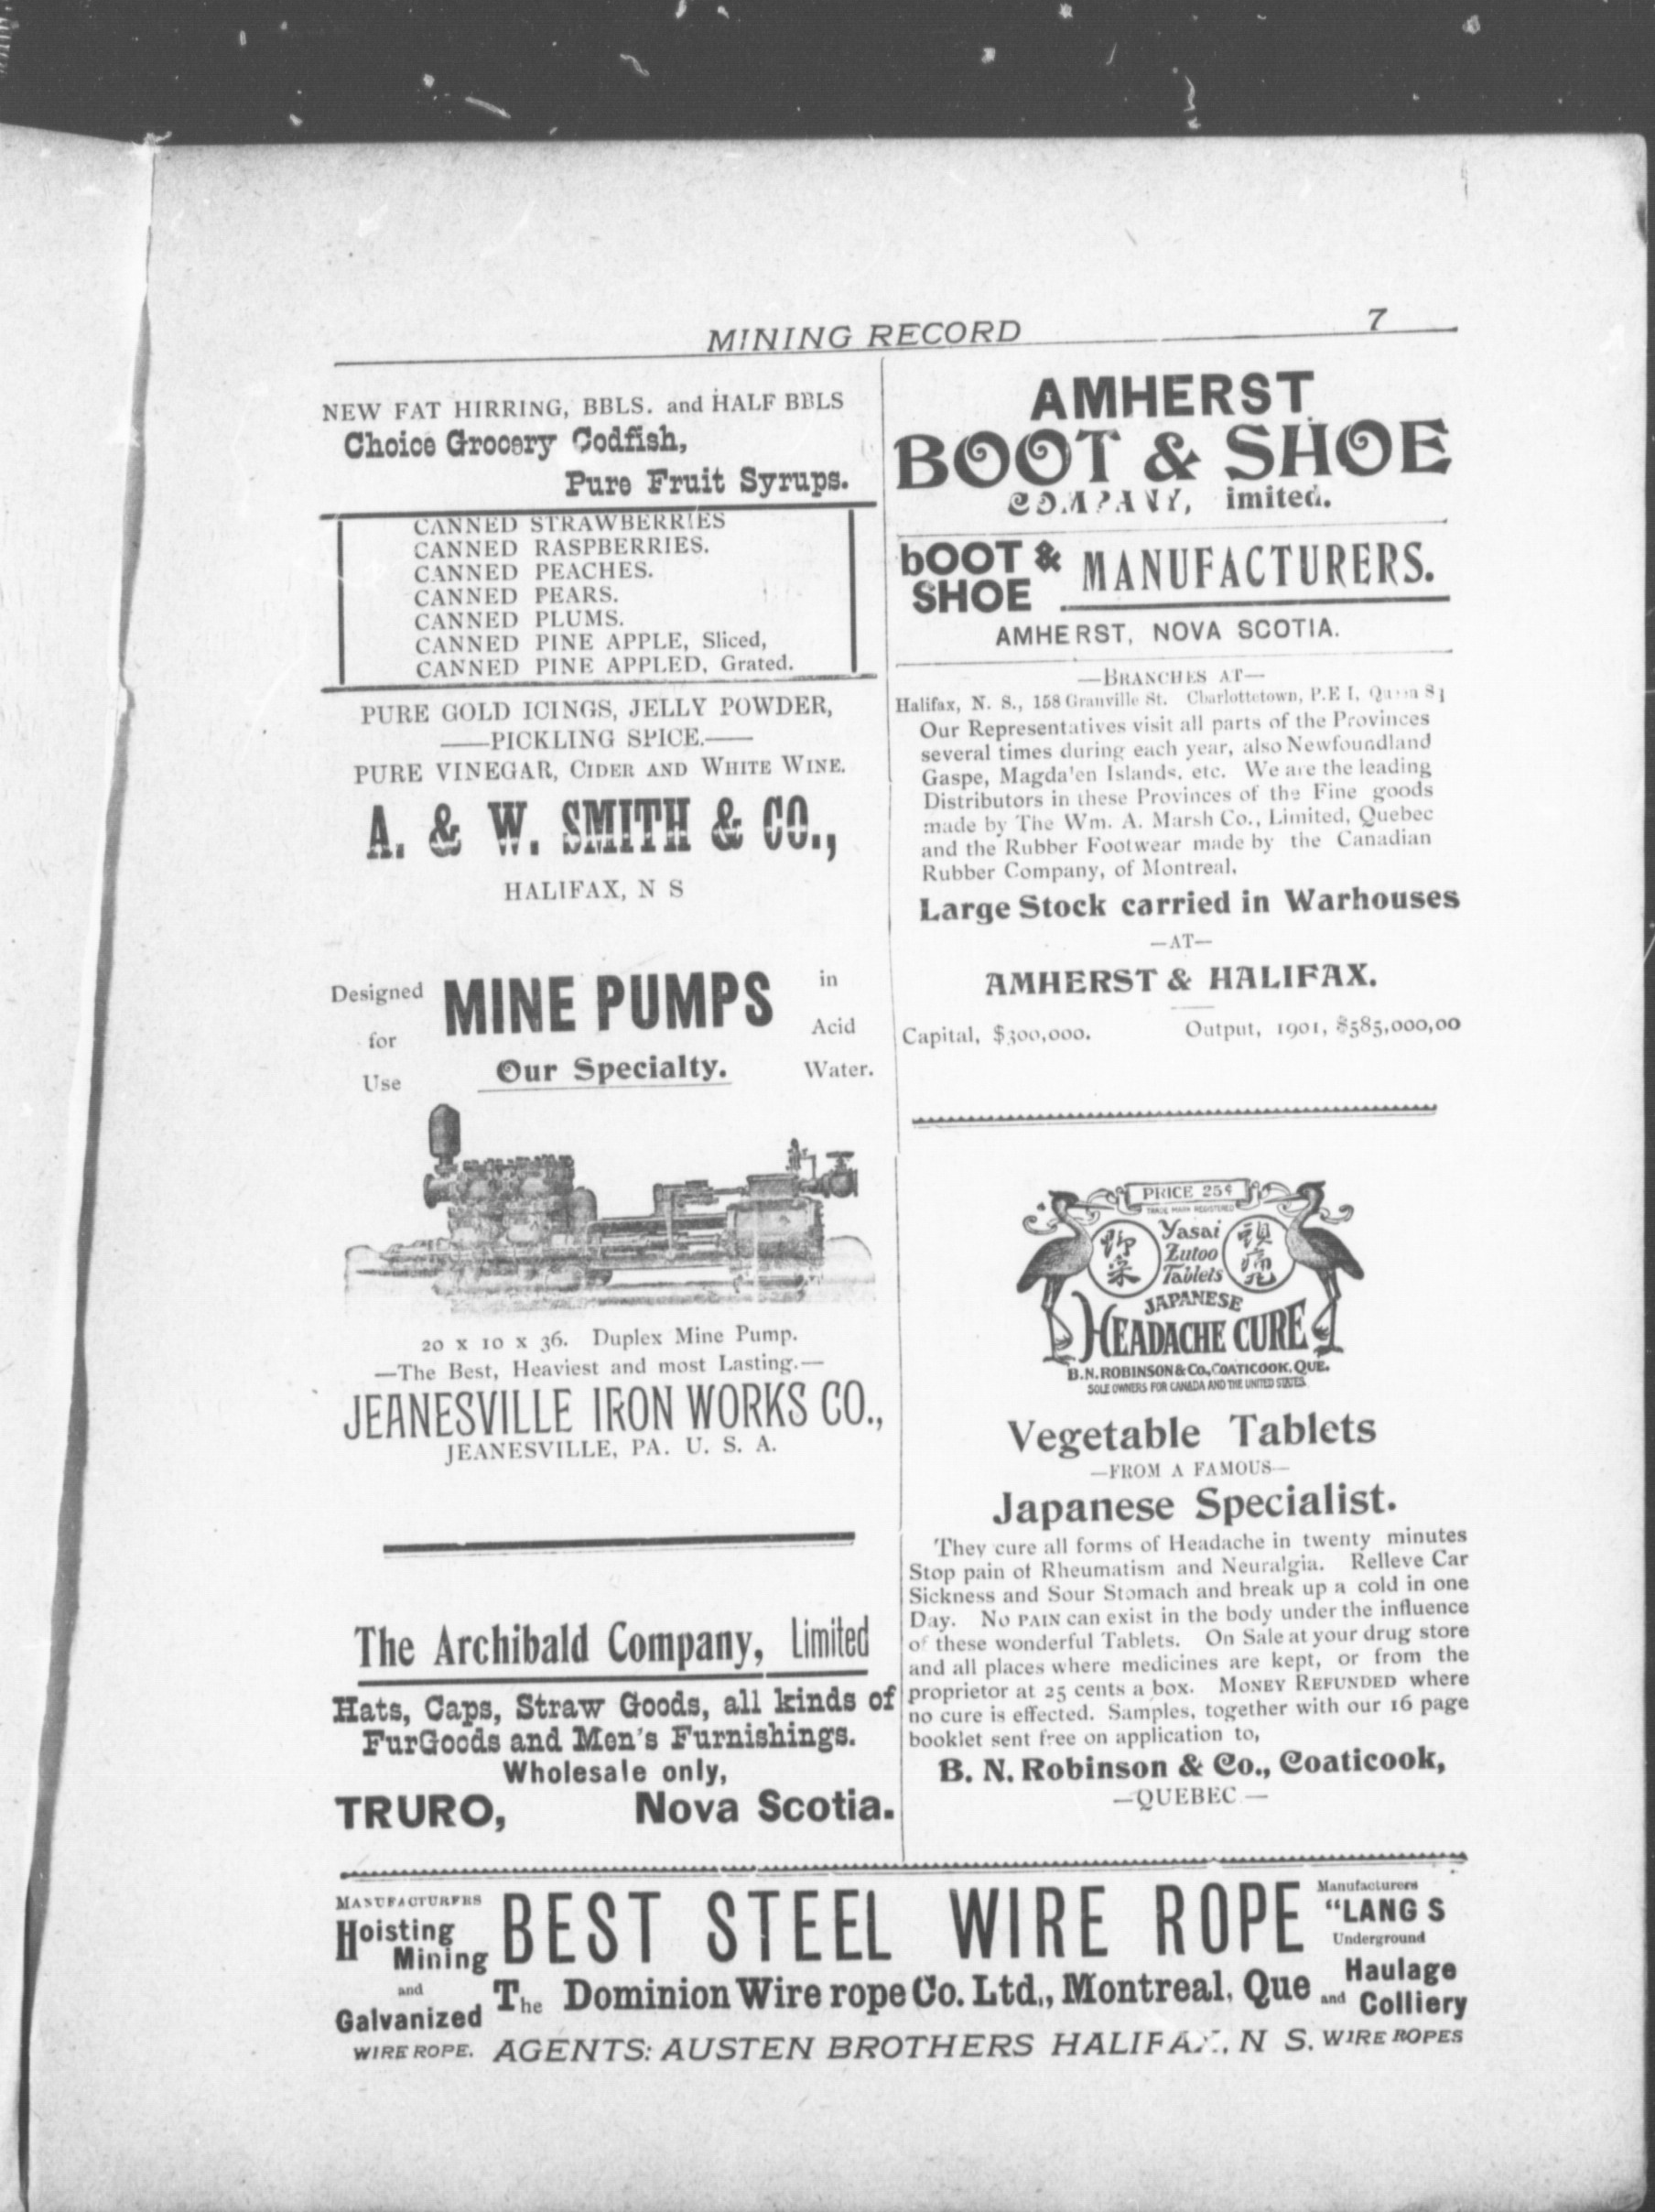 MINING RECORD 7
NEW FAT HIRRING, BBLS. and HALF BBLS
Choice Grocery Codfish,
Pure Fruit Syrups.
CANNED STRAWBERRIES
CANNED RASPBERRIES.
CANNED PEACHES.
CANNED PEARS.
CANNED PLUMS.
CANNED PINE APPLE, Sliced,
CANNED PINE APPLED, Grated.
PURE GOLD ICINGS, JELLY POWDER,
——PICKLING SPICE.——
PURE VINEGAR, CIDER AND WHITE WINE.
A. & W. SMITH & CO.,
HALIFAX, N S
Designed for Use
MINE PUMPS
Our Specialty.
in Acid Water.
20 x 10 x 36. Duplex Mine Pump.
—The Best, Heaviest and most Lasting.—
JEANESVILLE IRON WORKS CO.,
JEANESVILLE, PA. U. S. A.
The Archibald Company, Limited
Hats, Caps, Straw Goods, all kinds of
FurGoods and Men's Furnishings.
Wholesale only,
TRURO, Nova Scotia.
AMHERST
BOOT & SHOE
COMPANY, imited.
bOOT & SHOE MANUFACTURERS.
AMHERST, NOVA SCOTIA.
—BRANCHES AT—
Halifax, N. S., 158 Granville St. Charlottetown, P.E I,
Our Representatives visit all parts of the Provinces
several times during each year, also Newfoundland
Gaspe, Magda'en Islands, etc. We are the leading
Distributors in these Provinces of the Fine goods
made by The Wm. A. Marsh Co., Limited, Quebec
and the Rubber Footwear made by the Canadian
Rubber Company, of Montreal,
Large Stock carried in Warhouses
—AT—
AMHERST & HALIFAX.
Capital, $300,000. Output, 1901, $585,000,00
PRICE 25¢
TRADE MARK REGISTERED
Yasai
Zutoo
Tablets
頭痛
JAPANESE
HEADACHE CURE
B.N. ROBINSON & Co., COATICOOK, QUE.
SOLE OWNERS FOR CANADA AND THE UNITED STATES.
Vegetable Tablets
—FROM A FAMOUS—
Japanese Specialist.
They cure all forms of Headache in twenty minutes
Stop pain of Rheumatism and Neuralgia. Relleve Car
Sickness and Sour Stomach and break up a cold in one
Day. No PAIN can exist in the body under the influence
of these wonderful Tablets. On Sale at your drug store
and all places where medicines are kept, or from the
proprietor at 25 cents a box. MONEY REFUNDED where
no cure is effected. Samples, together with our 16 page
booklet sent free on application to,
B. N. Robinson & Co., Coaticook,
—QUEBEC.—
MANUFACTURERS
Hoisting
Mining
and
Galvanized
WIRE ROPE.
BEST STEEL WIRE ROPE
The Dominion Wire rope Co. Ltd., Montreal, Que
AGENTS: AUSTEN BROTHERS HALIFAX, N S.
Manufacturers
"LANG S
Underground
Haulage
and Colliery
WIRE ROPES